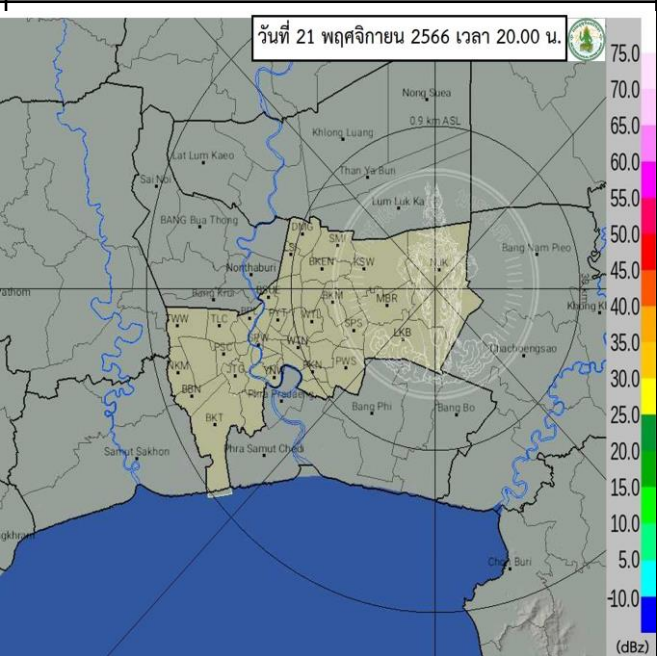 วันที่ 21 พฤศจิกายน 2566 เวลา 20.00 น.
75.0
70.0
65.0
60.0
55.0
50.0
45.0
40.0
35.0
30.0
25.0
20.0
15.0
10.0
5.0
-10.0
(dBz)
Nong Suea
0.9 km ASL
Khlong Luang
Lat Lum Kaeo
Than Ya Buri
Sai Noi
Lum Luk Ka
BANG Bua Thong
DMG
SMI
Bang Nam Pieo
LSI
BKEN
KSW
NJK
Nonthaburi
Bang Krui
BKM
MBR
TWW
TLC
PYT
WTL
SPS
LKB
Chachoengsao
PSC
WTN
NKM
JTG
YNW
PKN
PWS
BBN
Phra Pradaeng
BKT
Bang Phi
Bang Bo
Samut Sakhon
Phra Samut Chedi
Chon Buri